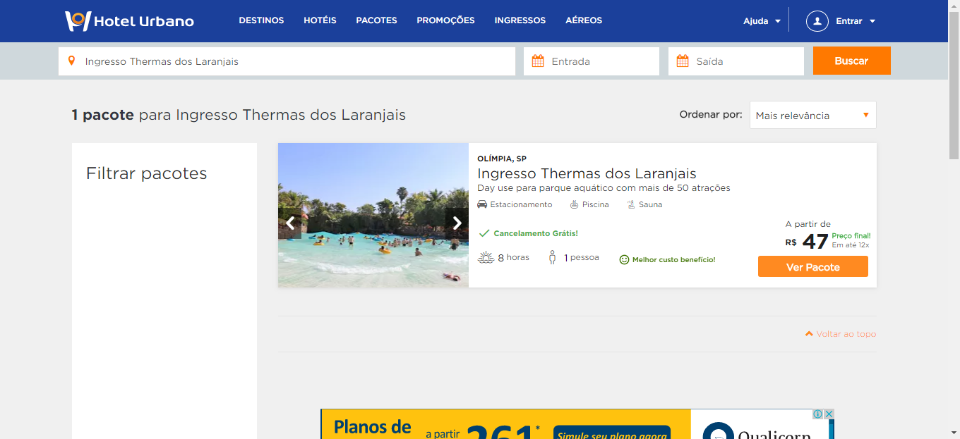 Hotel Urbano
DESTINOS HOTÉIS PACOTES PROMOÇÕES INGRESSOS AÉREOS
Ajuda Entrar
Ingresso Thermas dos Laranjais Entrada Saída Buscar
1 pacote para Ingresso Thermas dos Laranjais
Ordenar por: Mais relevância
Filtrar pacotes
OLÍMPIA, SP
Ingresso Thermas dos Laranjais
Day use para parque aquático com mais de 50 atrações
Estacionamento Piscina Sauna
Cancelamento Grátis!
8 horas 1 pessoa Melhor custo benefício!
A partir de
R$ 47 Preço final!
Em até 12x
Ver Pacote
Voltar ao topo
Planos de
a partir
261*
Simule seu plano agora
Qualicorp